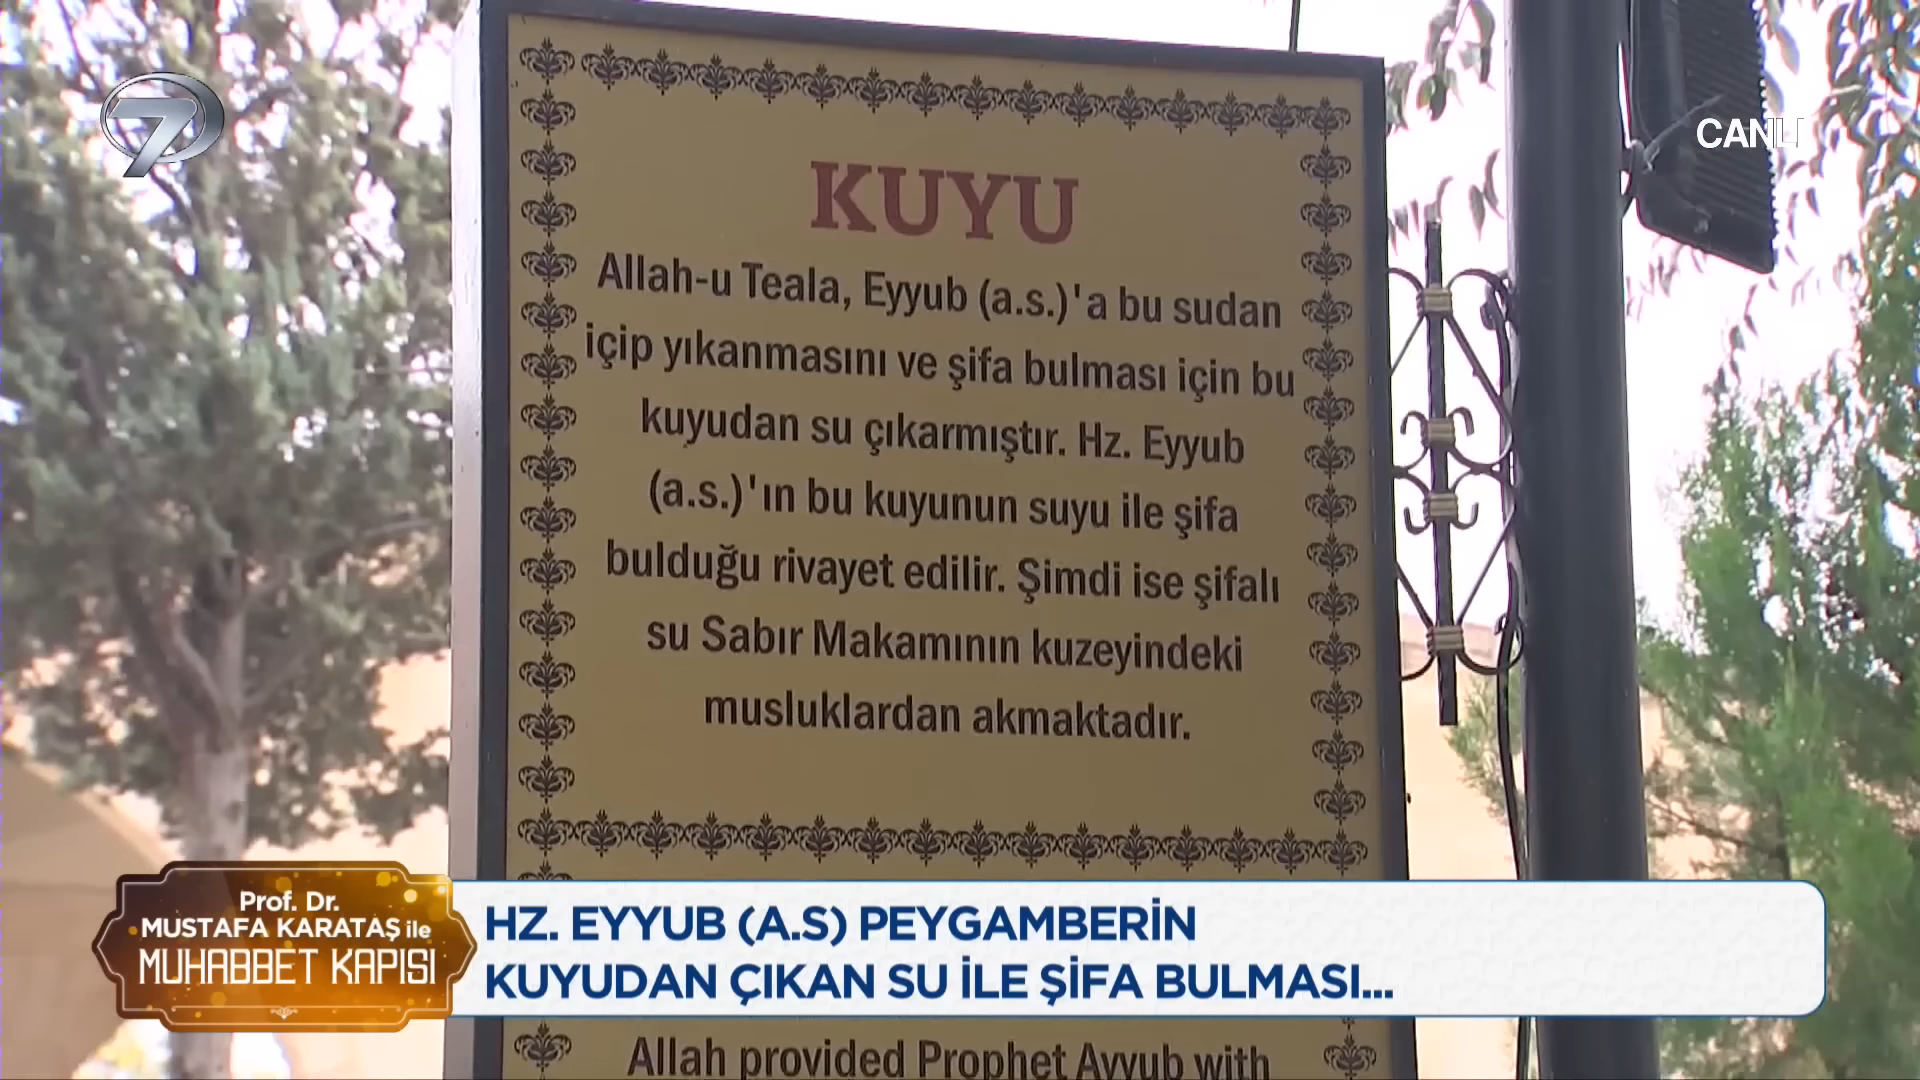 7
CANLI
KUYU
Allah-u Teala, Eyyub (a.s.)'a bu sudan
içip yıkanmasını ve şifa bulması için bu
kuyudan su çıkarmıştır. Hz. Eyyub
(a.s.)'ın bu kuyunun suyu ile şifa
bulduğu rivayet edilir. Şimdi ise şifalı
su Sabır Makamının kuzeyindeki
musluklardan akmaktadır.
Prof. Dr.
MUSTAFA KARATAŞ ile
MUHABBET KAPISI
HZ. EYYUB (A.S) PEYGAMBERİN
KUYUDAN ÇIKAN SU İLE ŞİFA BULMASI...
Allah provided Prophet Ayyub with